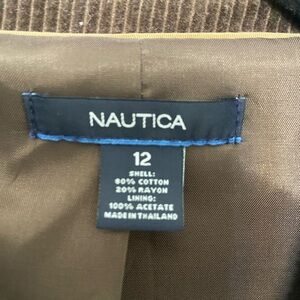 NAUTICA
12
SHELL:
80% COTTON
20% RAYON
LINING:
100% ACETATE
MADE IN THAILAND